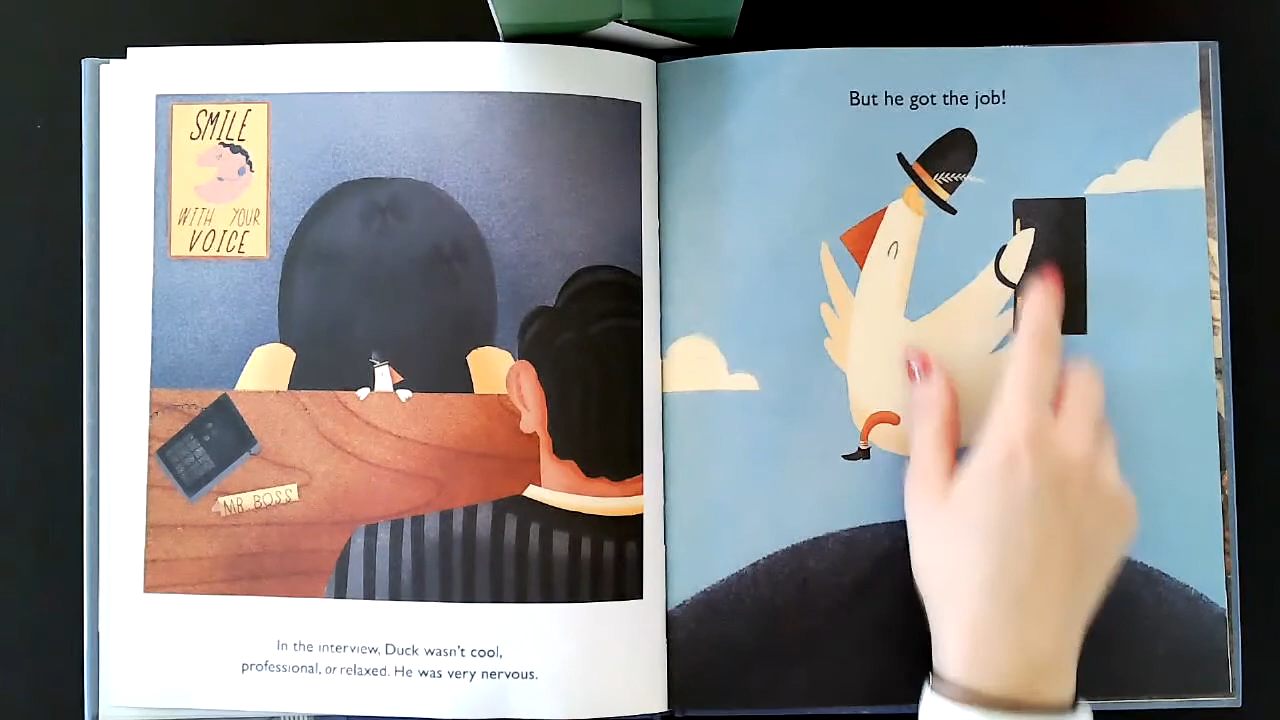 SMILE
WITH YOUR
VOICE
MR. BOSS
In the interview, Duck wasn't cool,
professional, or relaxed. He was very nervous.
But he got the job!